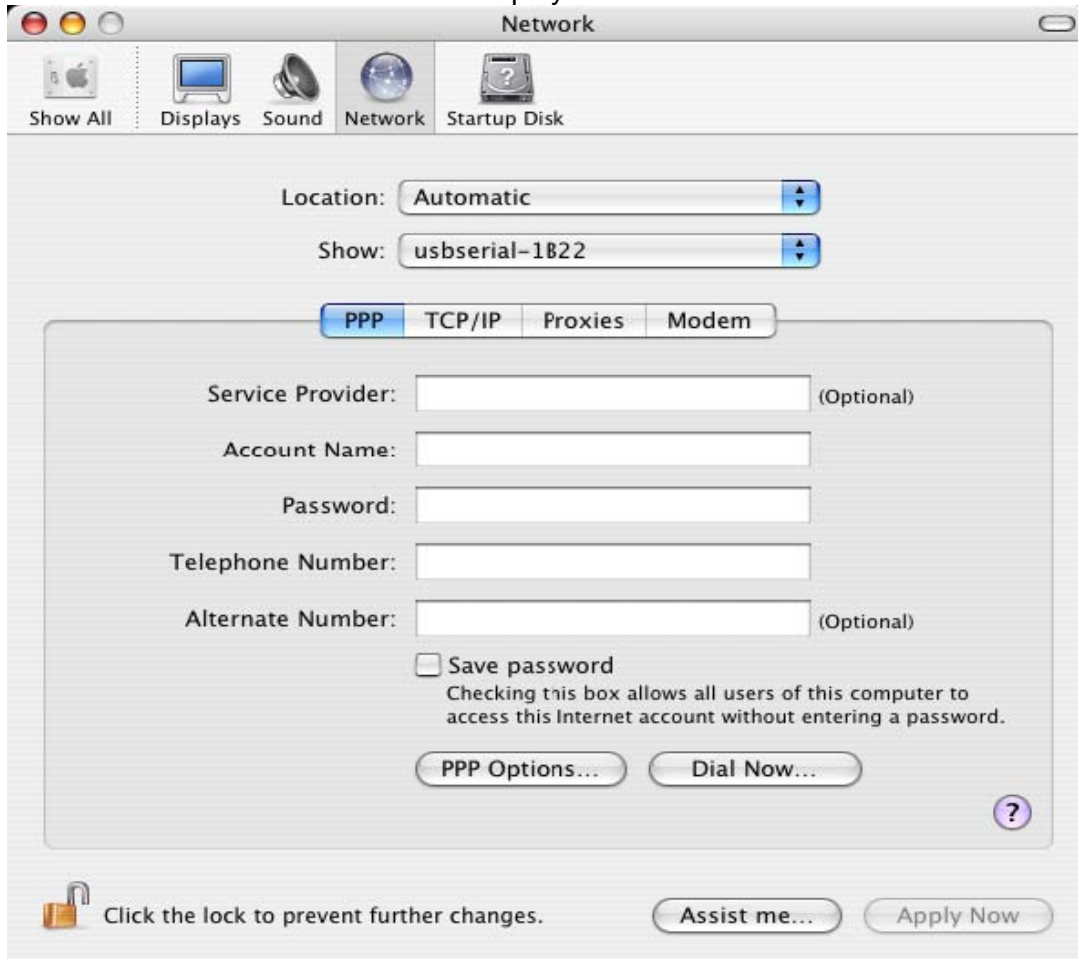 Network
Show All
Displays
Sound
Network
Startup Disk
Location: Automatic
Show: usbserial-1B22
PPP
TCP/IP
Proxies
Modem
Service Provider: (Optional)
Account Name:
Password:
Telephone Number:
Alternate Number: (Optional)
Save password
Checking this box allows all users of this computer to
access this Internet account without entering a password.
PPP Options...
Dial Now...
?
Click the lock to prevent further changes.
Assist me...
Apply Now